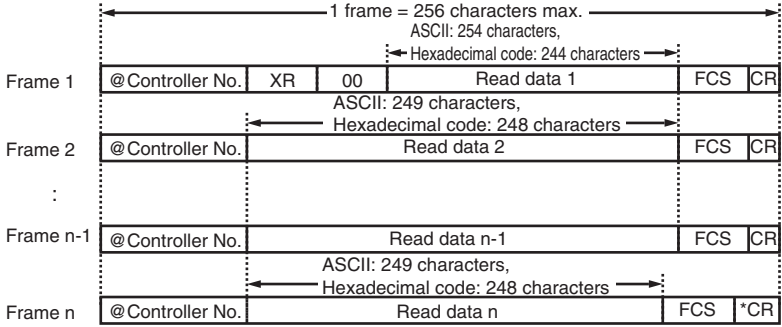 1 frame = 256 characters max.
ASCII: 254 characters,
Hexadecimal code: 244 characters
Frame 1 @Controller No. XR 00 Read data 1 FCS CR
ASCII: 249 characters,
Hexadecimal code: 248 characters
Frame 2 @Controller No. Read data 2 FCS CR
:
Frame n-1 @Controller No. Read data n-1 FCS CR
ASCII: 249 characters,
Hexadecimal code: 248 characters
Frame n @Controller No. Read data n FCS *CR